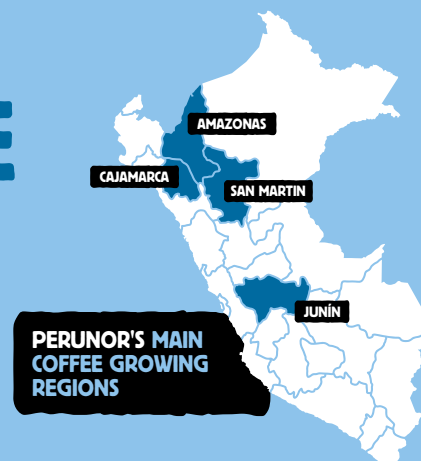 AMAZONAS
CAJAMARCA
SAN MARTIN
JUNÍN
PERUNOR'S MAIN
COFFEE GROWING
REGIONS